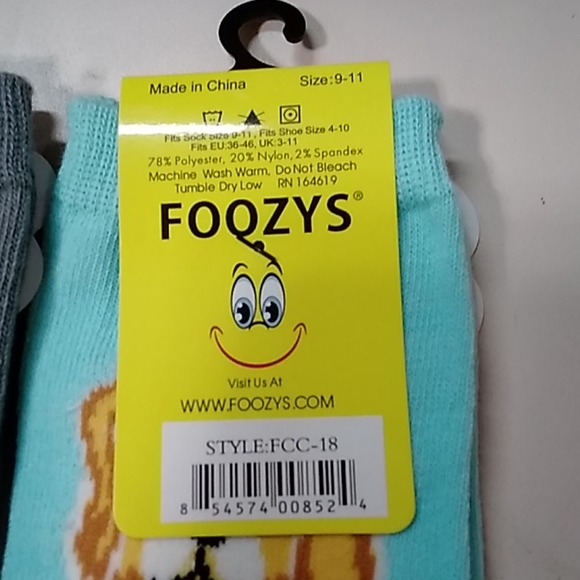 Made in China Size:9-11
Fits Sock Size 9-11, Fits Shoe Size 4-10
Fits EU:36-46, UK:3-11
78% Polyester, 20% Nylon, 2% Spandex
Machine Wash Warm, Do Not Bleach
Tumble Dry Low RN 164619
FOOZYS®
Visit Us At
WWW.FOOZYS.COM
STYLE:FCC-18
8 54574 00852 4